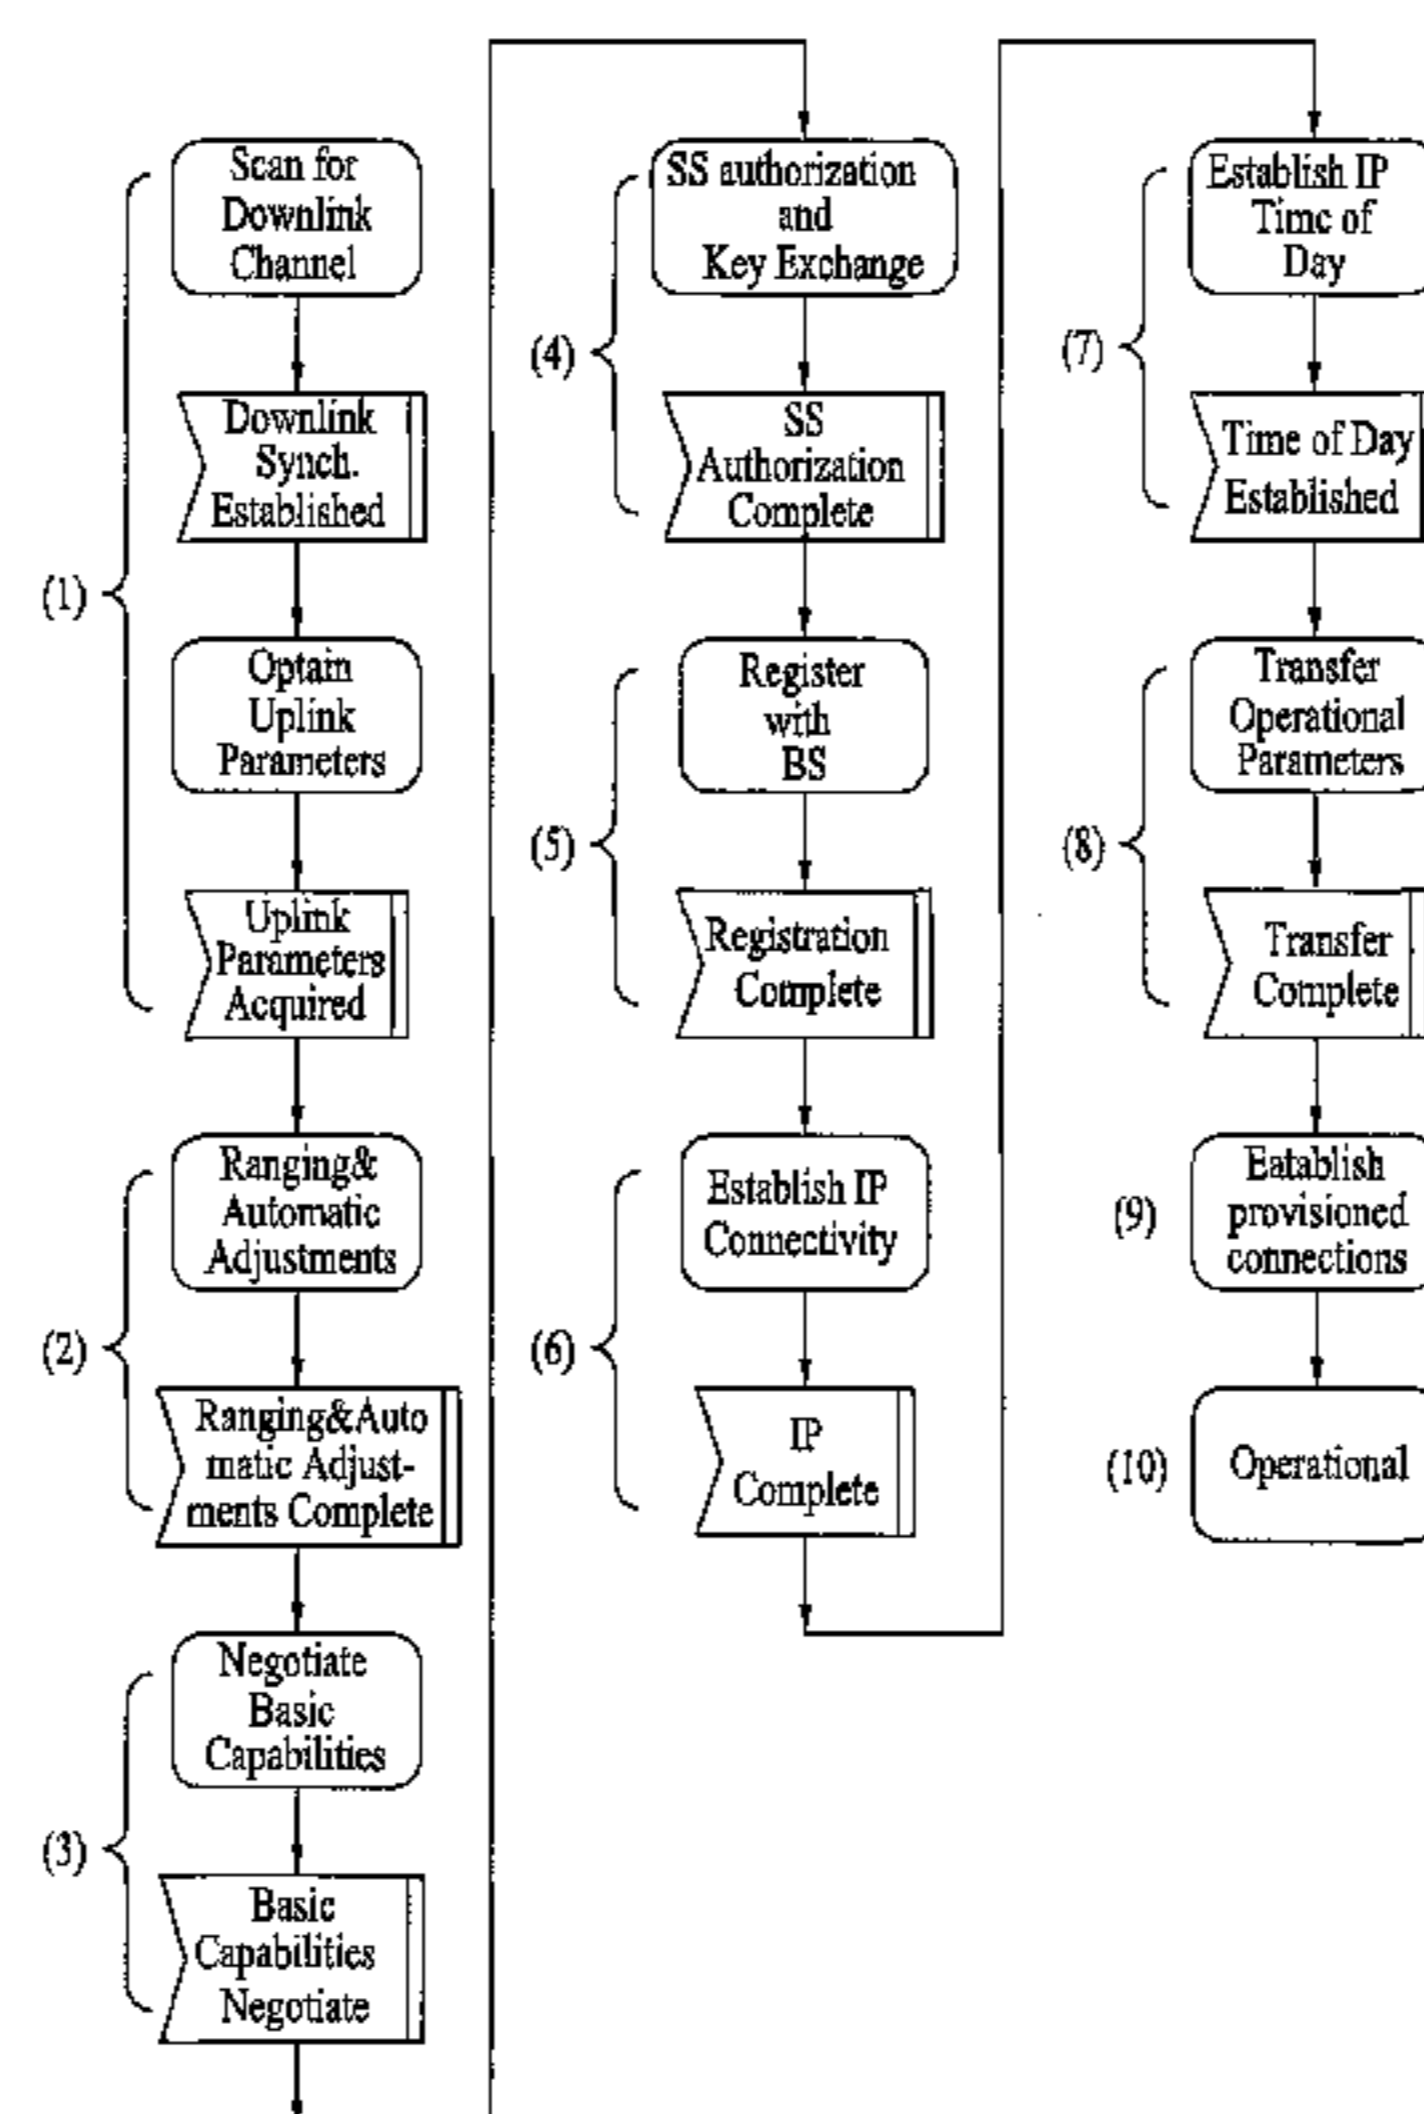 Scan for
Downlink
Channel
Downlink
Synch.
Established
(1)
Optain
Uplink
Parameters
Uplink
Parameters
Acquired
Ranging&
Automatic
Adjustments
(2)
Ranging&Auto
matic Adjust-
ments Complete
Negotiate
Basic
Capabilities
(3)
Basic
Capabilities
Negotiate
SS authorization
and
Key Exchange
(4)
SS
Authorization
Complete
Register
with
BS
(5)
Registration
Complete
Establish IP
Connectivity
(6)
IP
Complete
Establish IP
Time of
Day
(7)
Time of Day
Established
Transfer
Operational
Parameters
(8)
Transfer
Complete
Eatablish
provisioned
connections
(9)
Operational
(10)